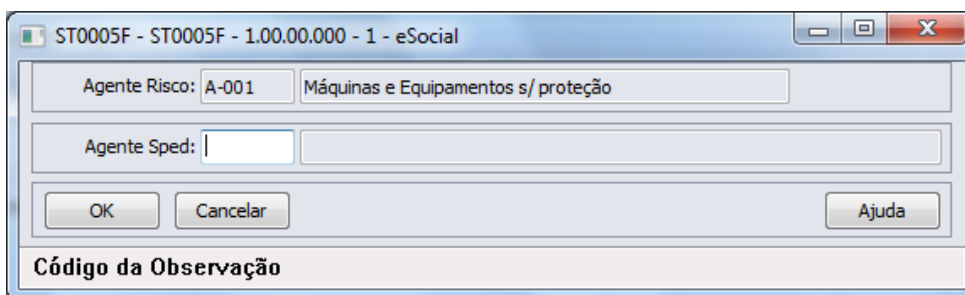 ST0005F - ST0005F - 1.00.00.000 - 1 - eSocial
Agente Risco: A-001 Máquinas e Equipamentos s/ proteção
Agente Sped:
OK Cancelar Ajuda
Código da Observação